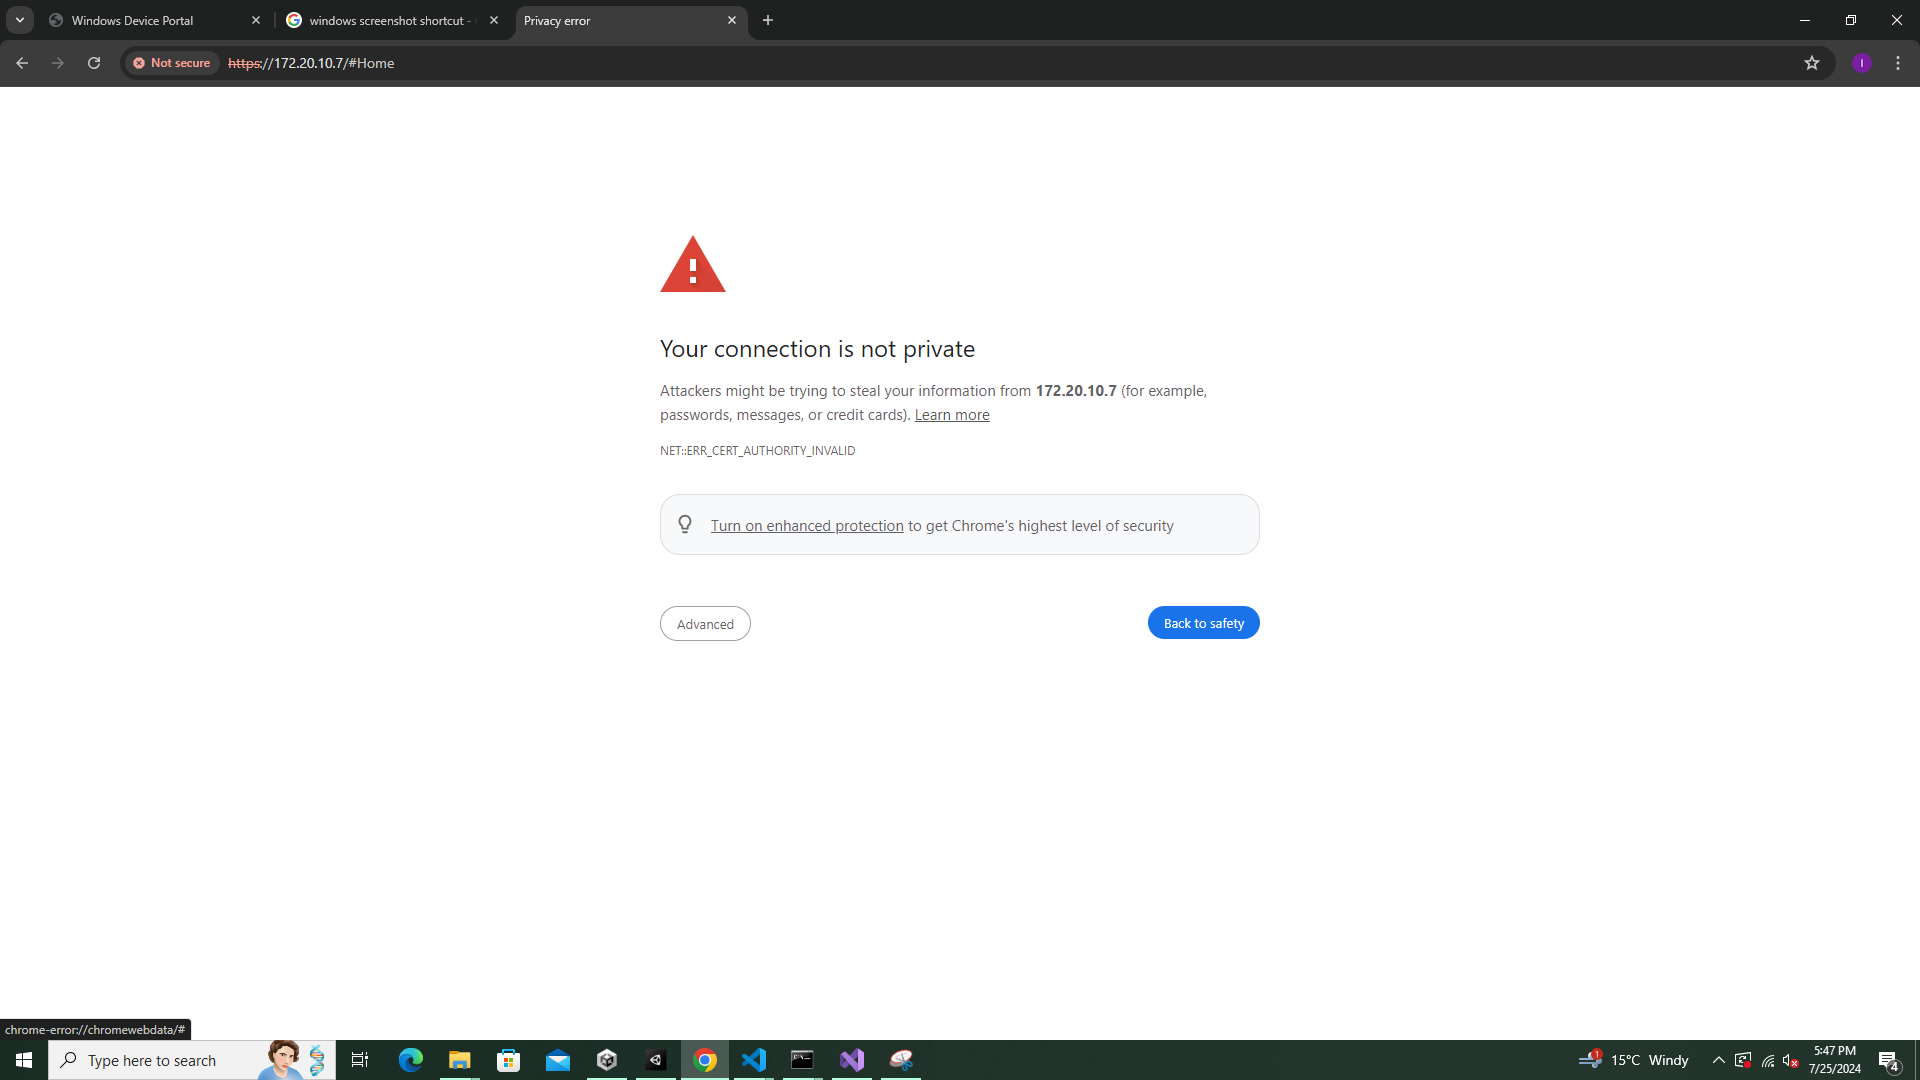 Windows Device Portal
windows screenshot shortcut -
Privacy error
Not secure
https://172.20.10.7/#Home
I
Your connection is not private
Attackers might be trying to steal your information from 172.20.10.7 (for example,
passwords, messages, or credit cards). Learn more
NET::ERR_CERT_AUTHORITY_INVALID
Turn on enhanced protection to get Chrome's highest level of security
Advanced
Back to safety
chrome-error://chromewebdata/#
Type here to search
1
15°C Windy
5:47 PM
7/25/2024
4